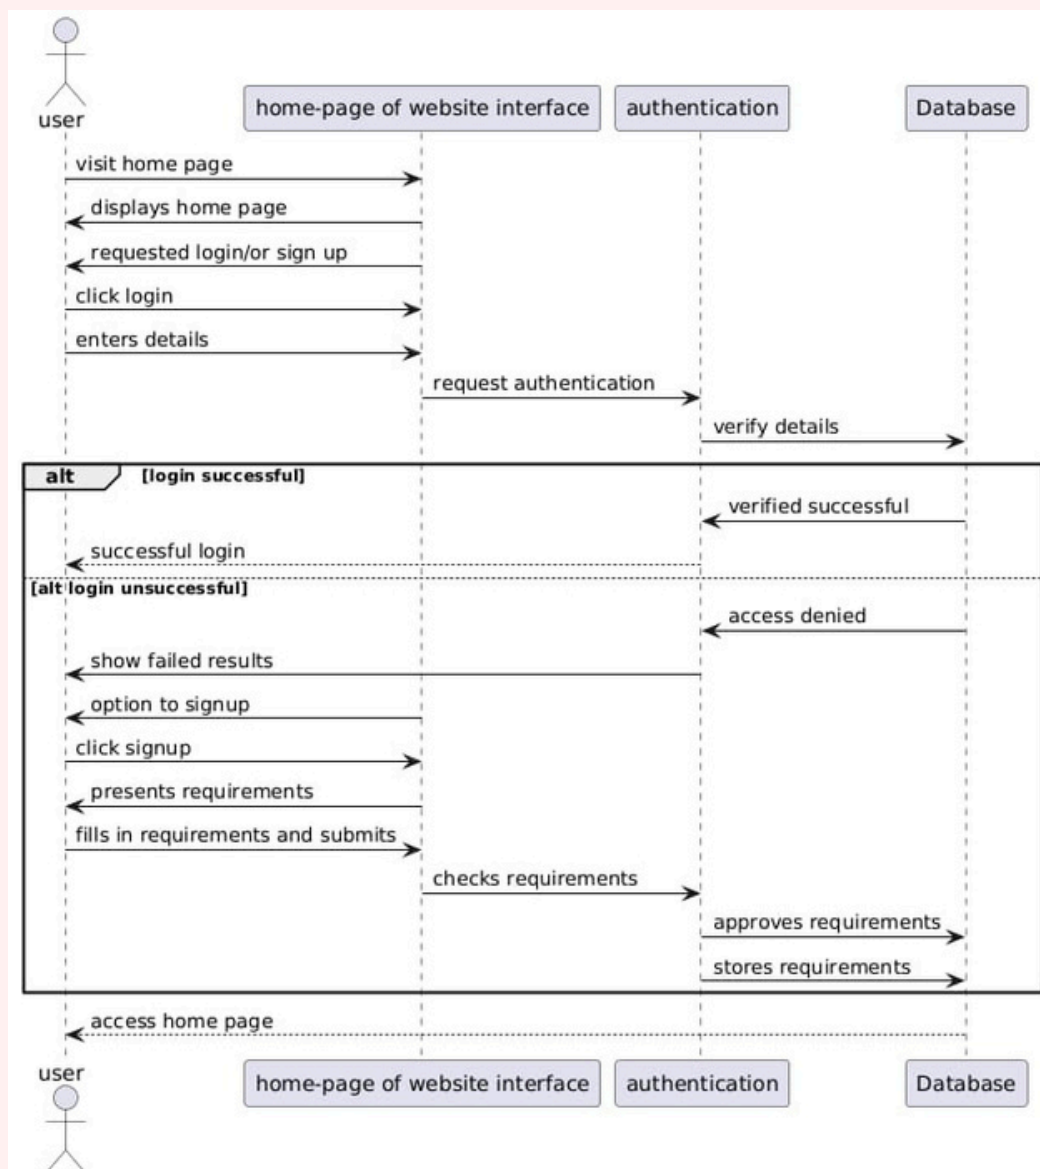 user
home-page of website interface
authentication
Database
visit home page
displays home page
requested login/or sign up
click login
enters details
request authentication
verify details
alt [login successful]
verified successful
successful login
[alt login unsuccessful]
access denied
show failed results
option to signup
click signup
presents requirements
fills in requirements and submits
checks requirements
approves requirements
stores requirements
access home page
user
home-page of website interface
authentication
Database